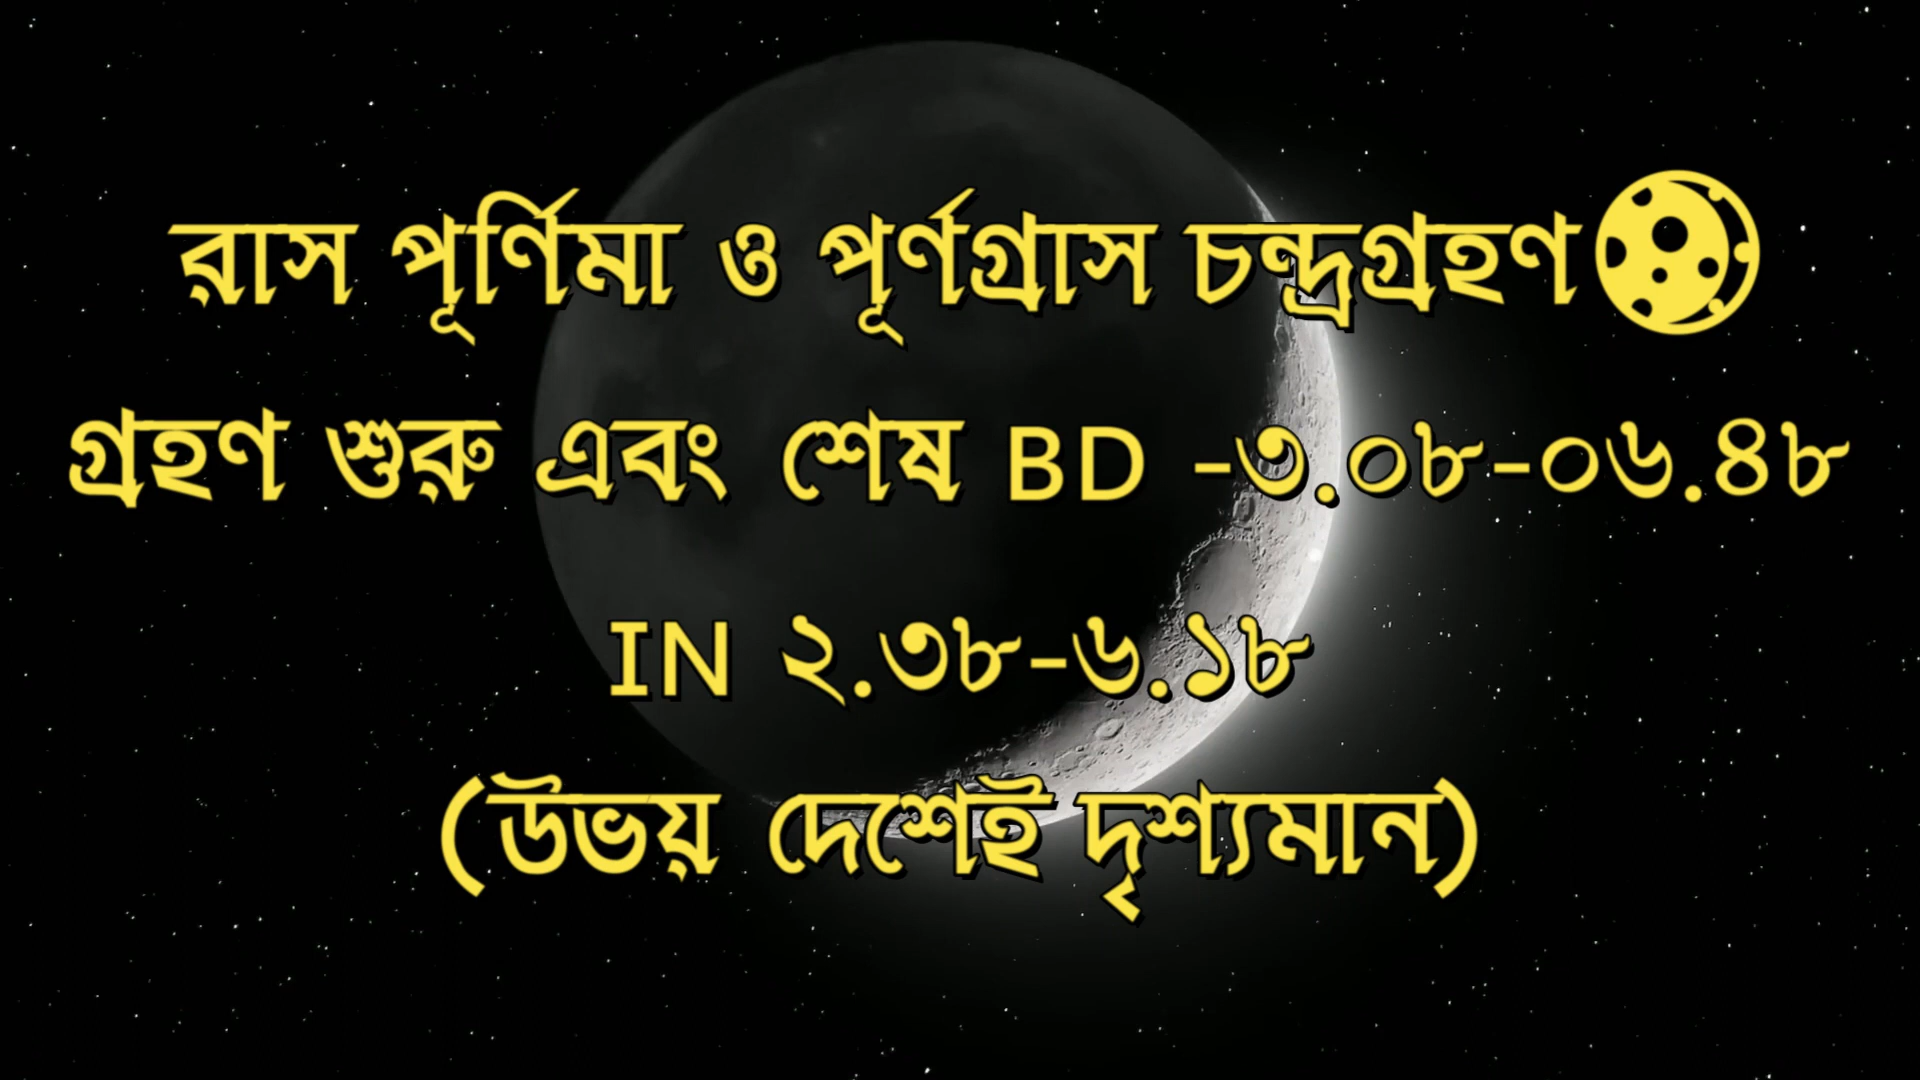 রাস পূর্ণিমা ও পূর্ণগ্রাস চন্দ্রগ্রহণ
গ্রহণ শুরু এবং শেষ BD -৩.০৮-০৬.৪৮
IN ২.৩৮-৬.১৮
(উভয় দেশেই দৃশ্যমান)